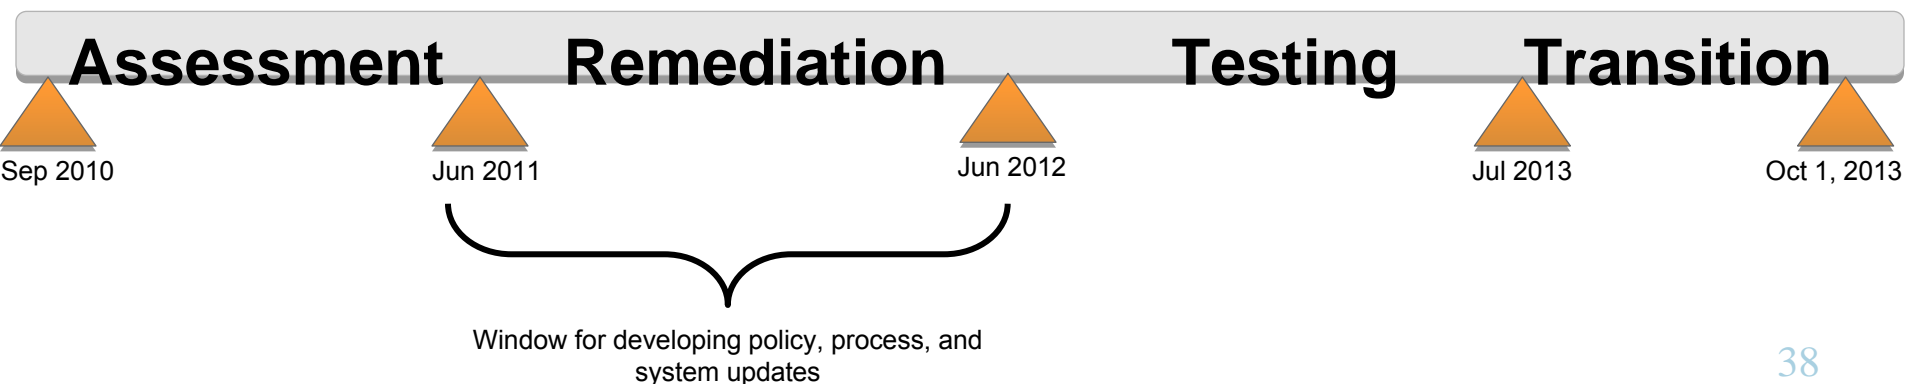 Assessment Remediation Testing Transition
Sep 2010 Jun 2011 Jun 2012 Jul 2013 Oct 1, 2013
Window for developing policy, process, and
system updates
38